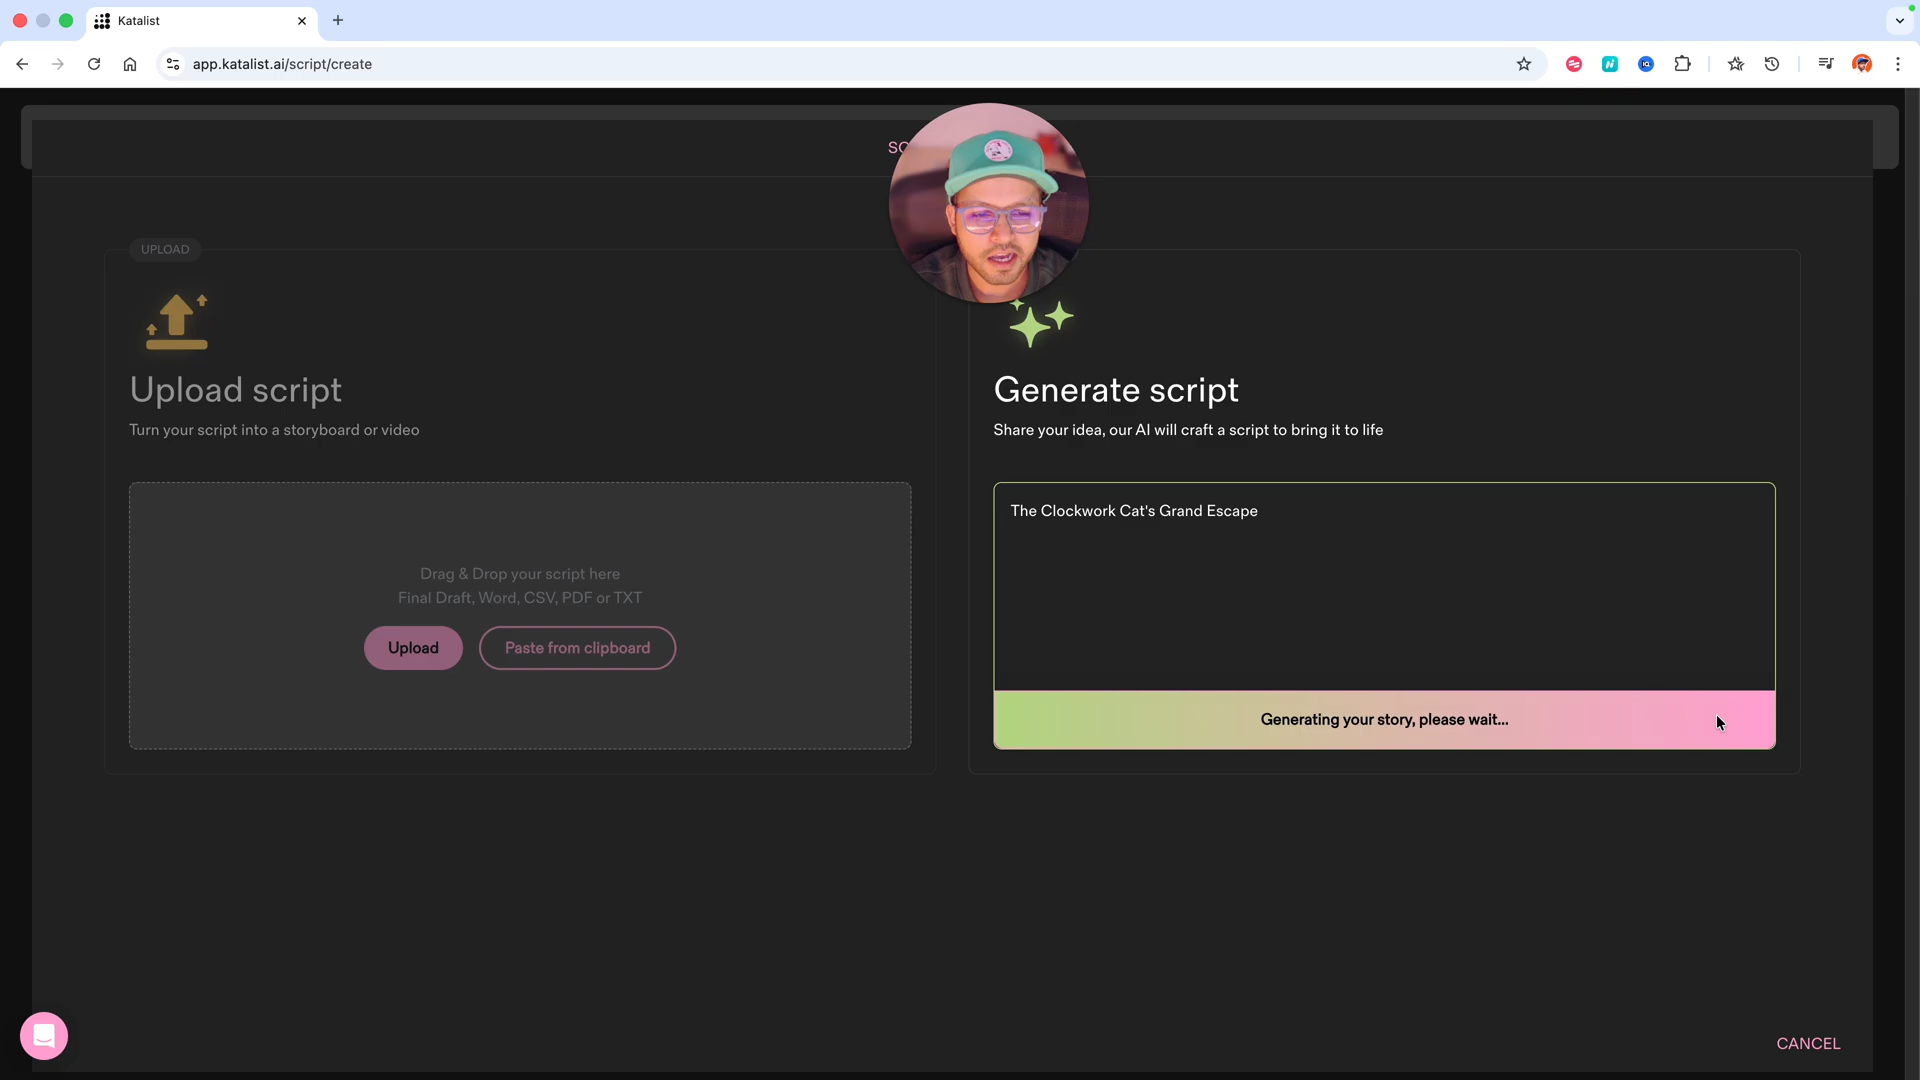 Katalist
app.katalist.ai/script/create
UPLOAD
Upload script
Turn your script into a storyboard or video
Drag & Drop your script here
Final Draft, Word, CSV, PDF or TXT
Upload
Paste from clipboard
Generate script
Share your idea, our AI will craft a script to bring it to life
The Clockwork Cat's Grand Escape
Generating your story, please wait...
CANCEL